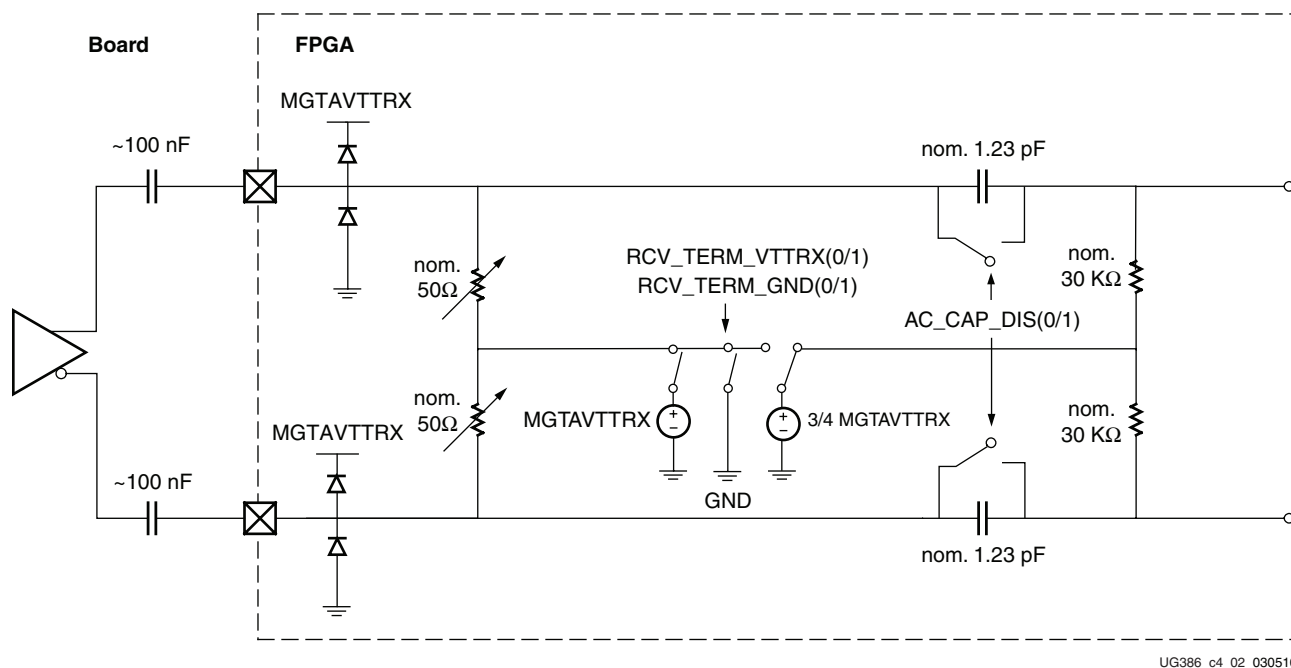 Board
FPGA
MGTAVTTRX
~100 nF
nom. 1.23 pF
nom.
50Ω
RCV_TERM_VTTRX(0/1)
RCV_TERM_GND(0/1)
nom.
30 KΩ
AC_CAP_DIS(0/1)
nom.
50Ω
MGTAVTTRX
+
–
+
–
3/4 MGTAVTTRX
nom.
30 KΩ
MGTAVTTRX
~100 nF
GND
nom. 1.23 pF
UG386_c4_02_030510